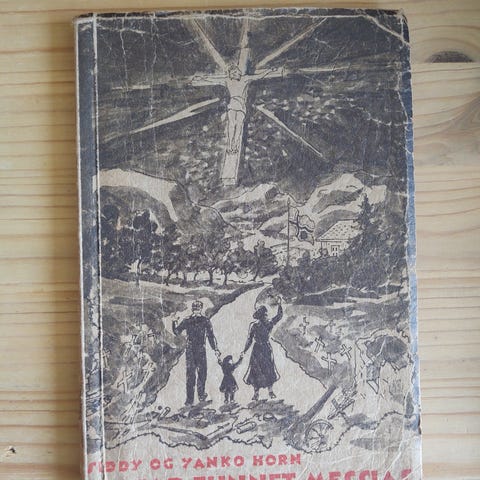 OG YANKO HORN
FUNNET MESSIAS